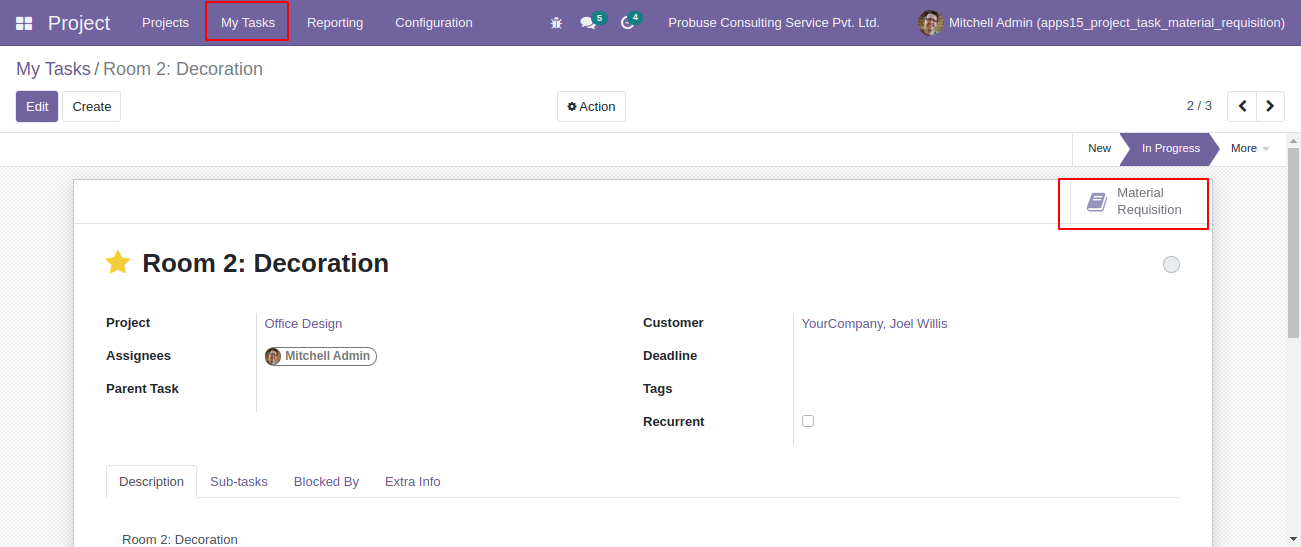 Project Projects My Tasks Reporting Configuration 5 4 Probuse Consulting Service Pvt. Ltd. Mitchell Admin (apps15_project_task_material_requisition)
My Tasks / Room 2: Decoration
Edit Create Action 2 / 3
New In Progress More
Material
Requisition
Room 2: Decoration
Project Office Design Customer YourCompany, Joel Willis
Assignees Mitchell Admin Deadline
Parent Task Tags
Recurrent
Description Sub-tasks Blocked By Extra Info
Room 2: Decoration